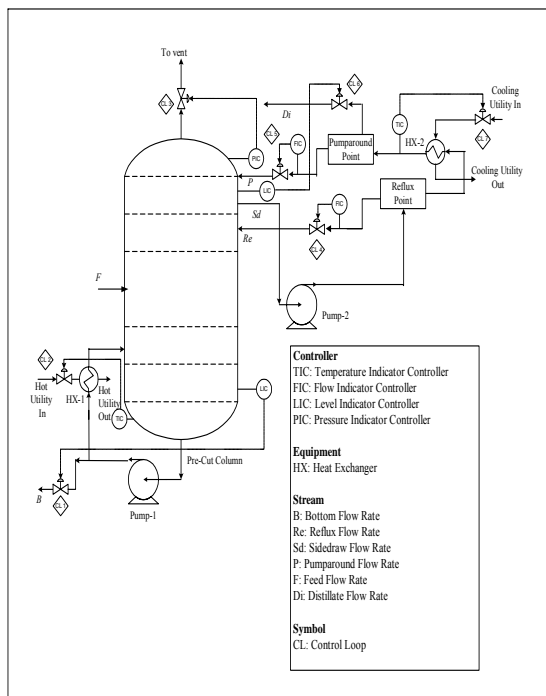 To vent
CL 3
PIC
Di
CL 6
CL 5
FIC
P
LIC
Pumparound
Point
TIC
HX-2
Cooling
Utility In
CL 7
Cooling Utility
Out
Sd
Re
FIC
CL 4
Reflux
Point
F
Pump-2
CL 2
HX-1
Hot
Utility
In
Hot
Utility
Out
TIC
LIC
Pre-Cut Column
B
CL 1
Pump-1
Controller
TIC: Temperature Indicator Controller
FIC: Flow Indicator Controller
LIC: Level Indicator Controller
PIC: Pressure Indicator Controller
Equipment
HX: Heat Exchanger
Stream
B: Bottom Flow Rate
Re: Reflux Flow Rate
Sd: Sidedraw Flow Rate
P: Pumparound Flow Rate
F: Feed Flow Rate
Di: Distillate Flow Rate
Symbol
CL: Control Loop